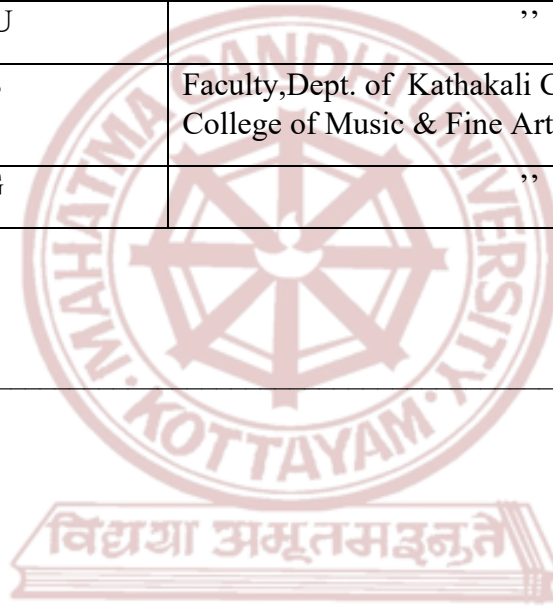 U ’’
Faculty,Dept. of Kathakali C
College of Music & Fine Art
G ’’
MAHATMA GANDHI UNIVERSITY
KOTTAYAM
विद्यया अमृतमश्नुते